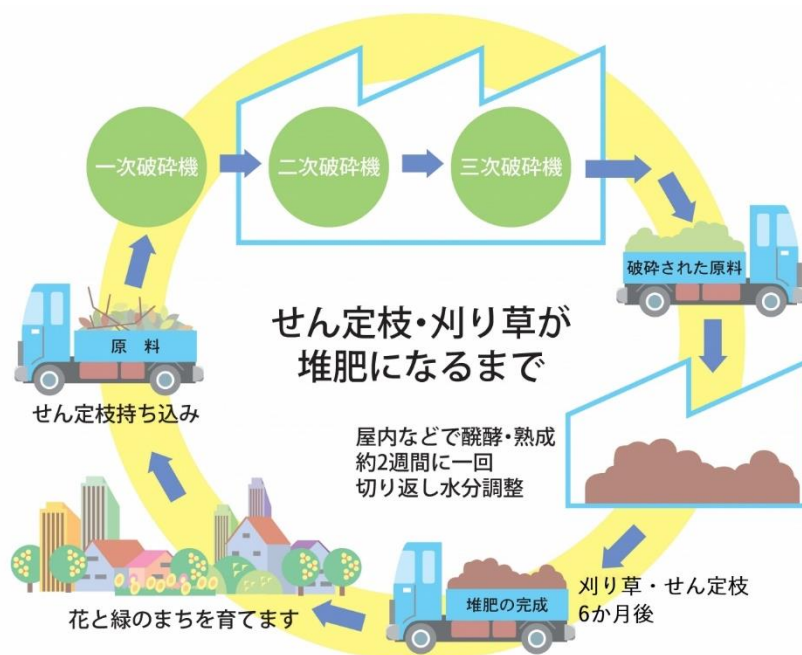 一次破砕機
二次破砕機
三次破砕機
破砕された原料
せん定枝・刈り草が
堆肥になるまで
原 料
せん定枝持ち込み
屋内などで醗酵・熟成
約2週間に一回
切り返し水分調整
刈り草・せん定枝
6か月後
堆肥の完成
花と緑のまちを育てます